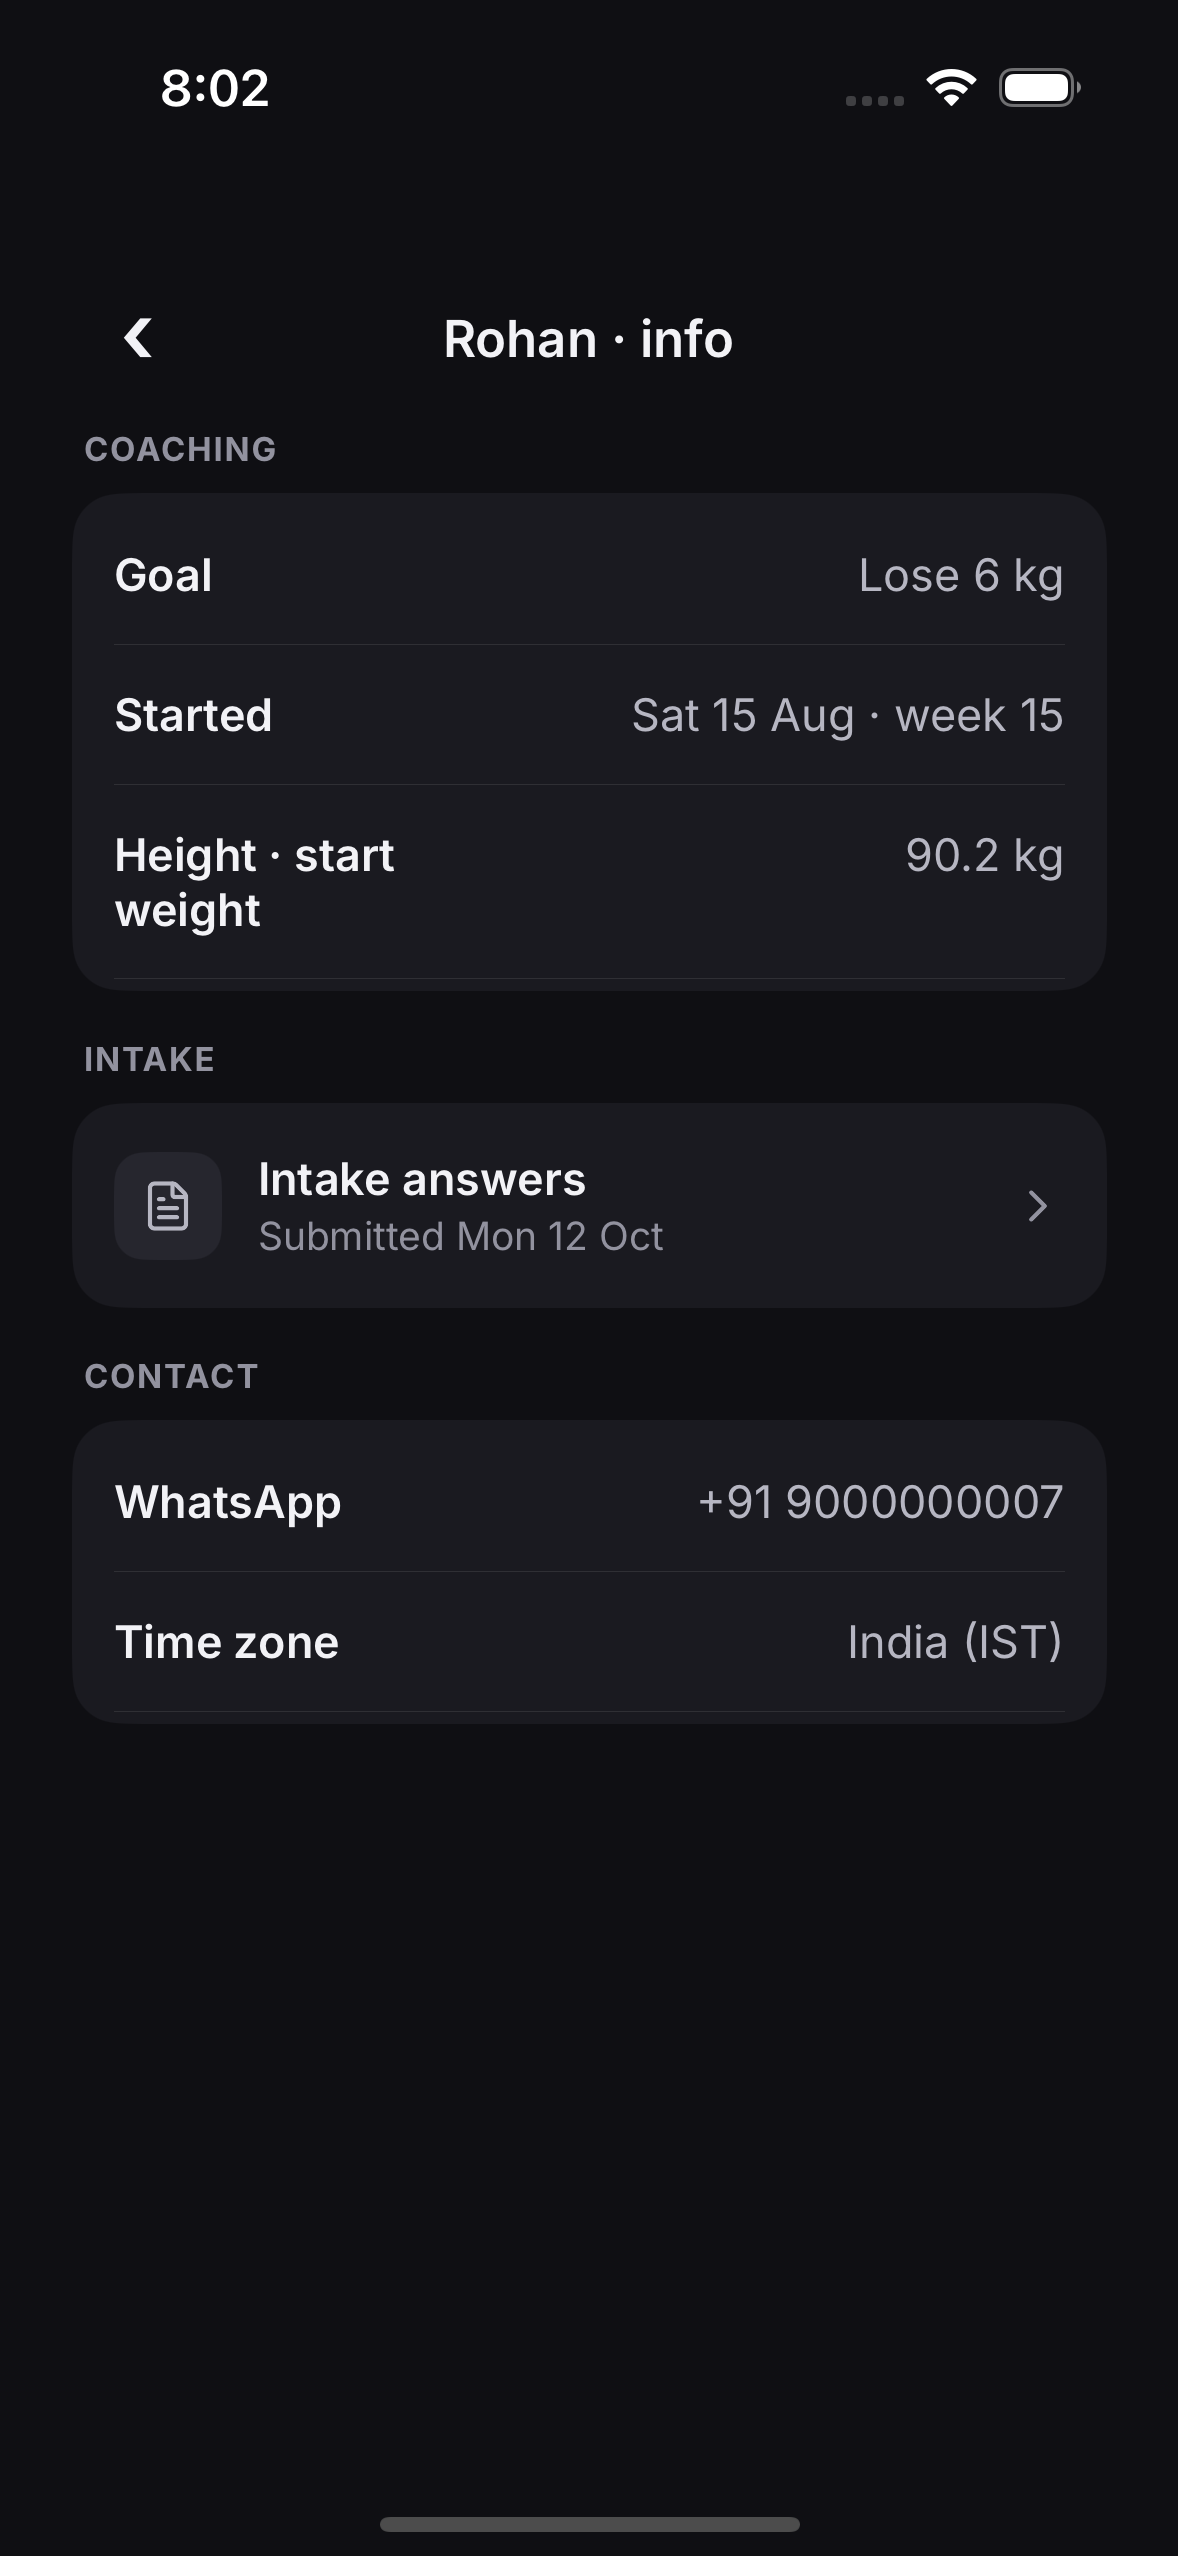 8:02
Rohan · info
COACHING
Goal
Lose 6 kg
Started
Sat 15 Aug · week 15
Height · start
weight
90.2 kg
INTAKE
Intake answers
Submitted Mon 12 Oct
CONTACT
WhatsApp
+91 9000000007
Time zone
India (IST)